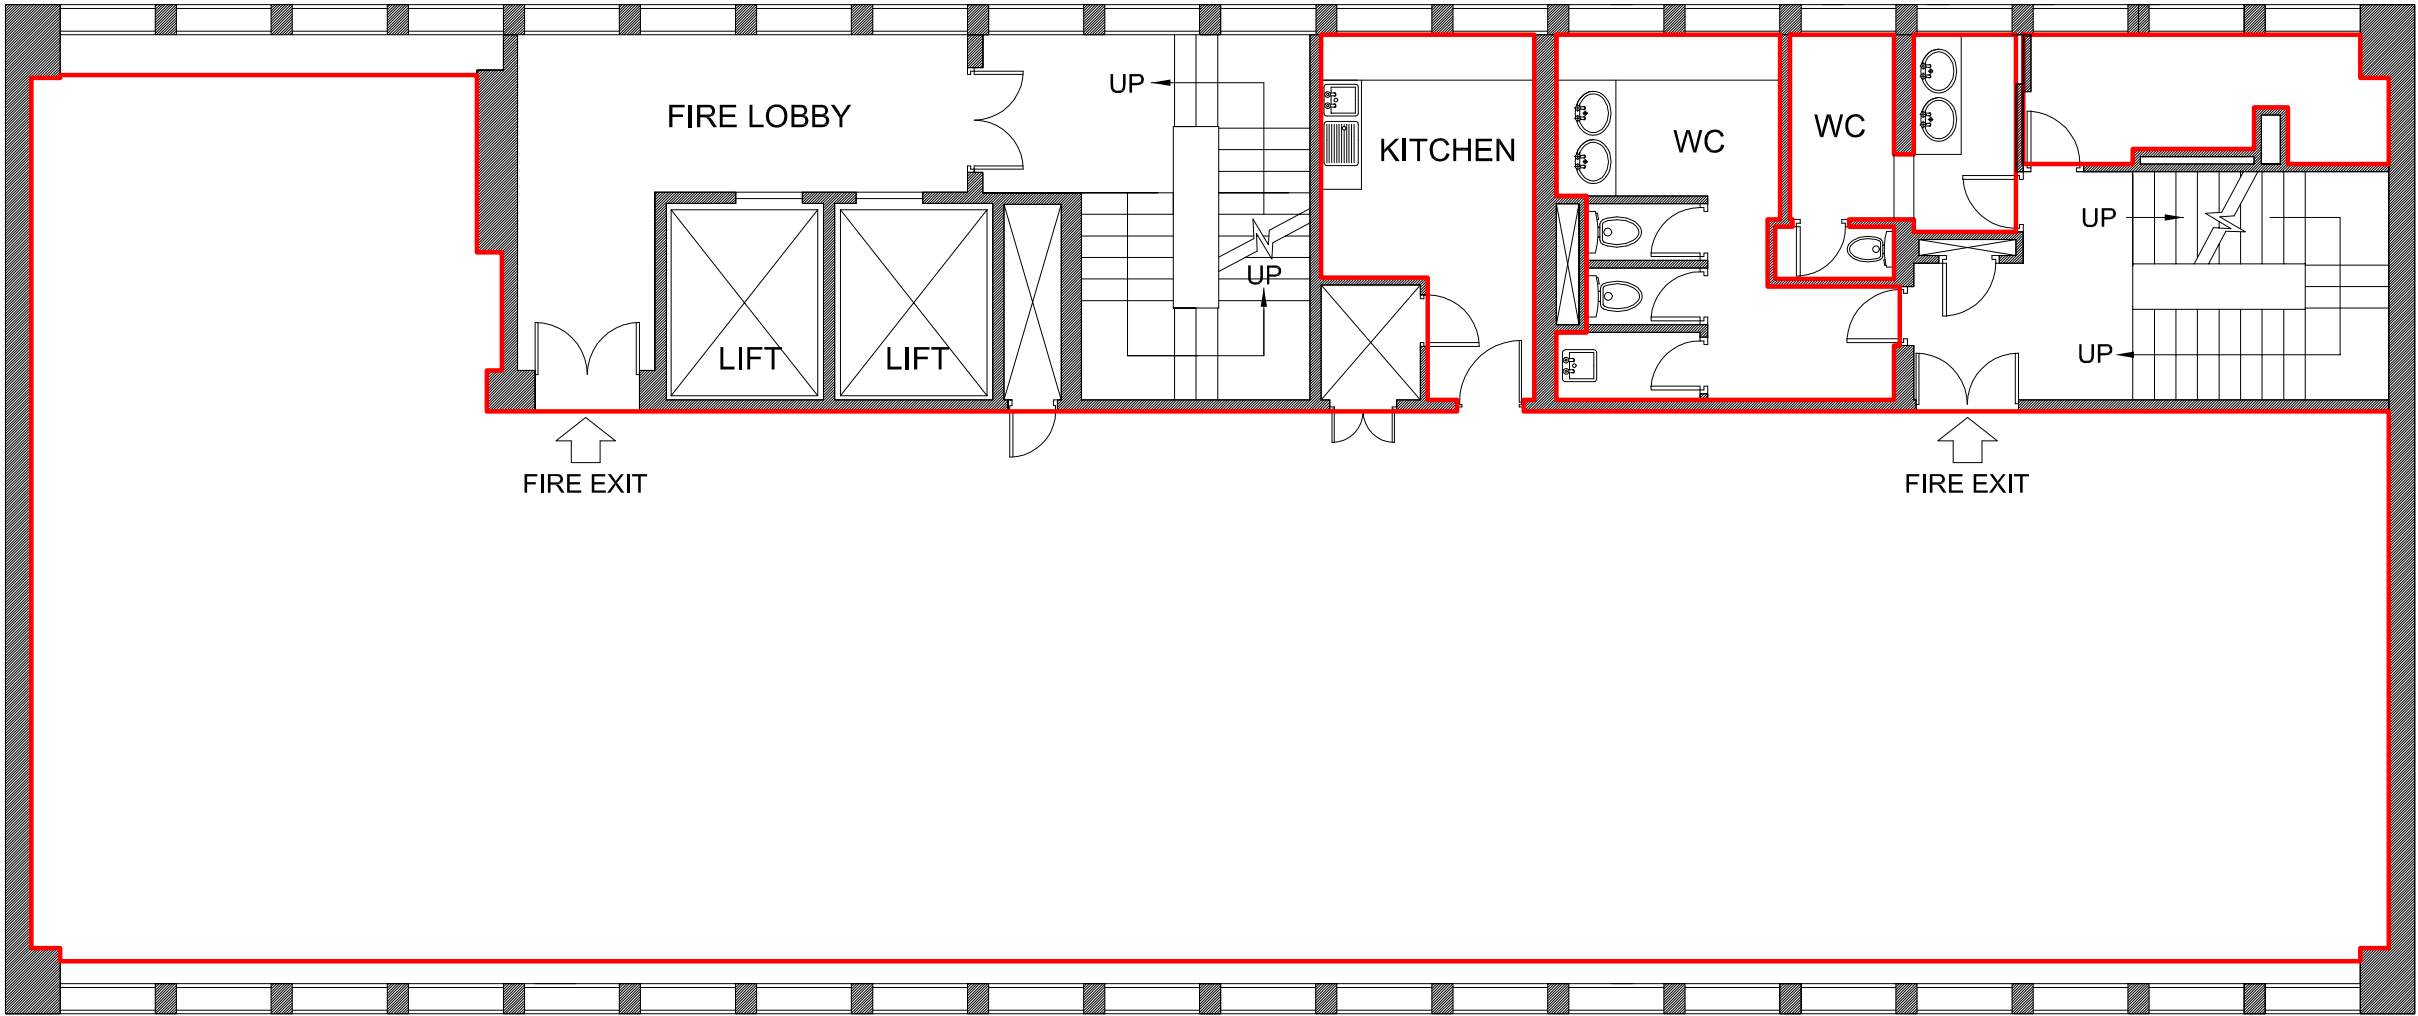 UP
FIRE LOBBY
WC
WC
KITCHEN
UP
UP
LIFT
LIFT
UP
FIRE EXIT
FIRE EXIT